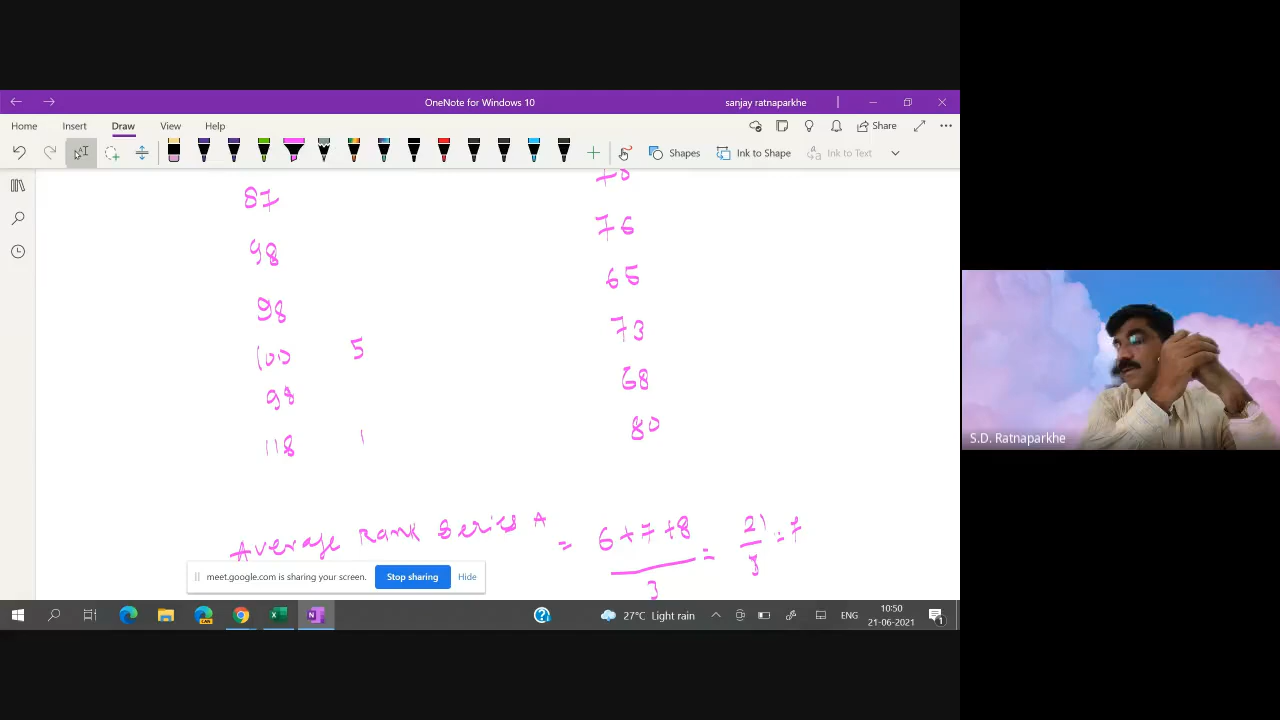 OneNote for Windows 10
sanjay ratnaparkhe
Home Insert Draw View Help
Share
Shapes Ink to Shape Ink to Text
87
76
98
65
98
73
100 5
68
98
80
118 1
Average Rank Series A = 6+7+8 / 3 = 21 / 3 = 7
meet.google.com is sharing your screen. Stop sharing Hide
S.D. Ratnaparkhe
27°C Light rain
ENG
10:50
21-06-2021